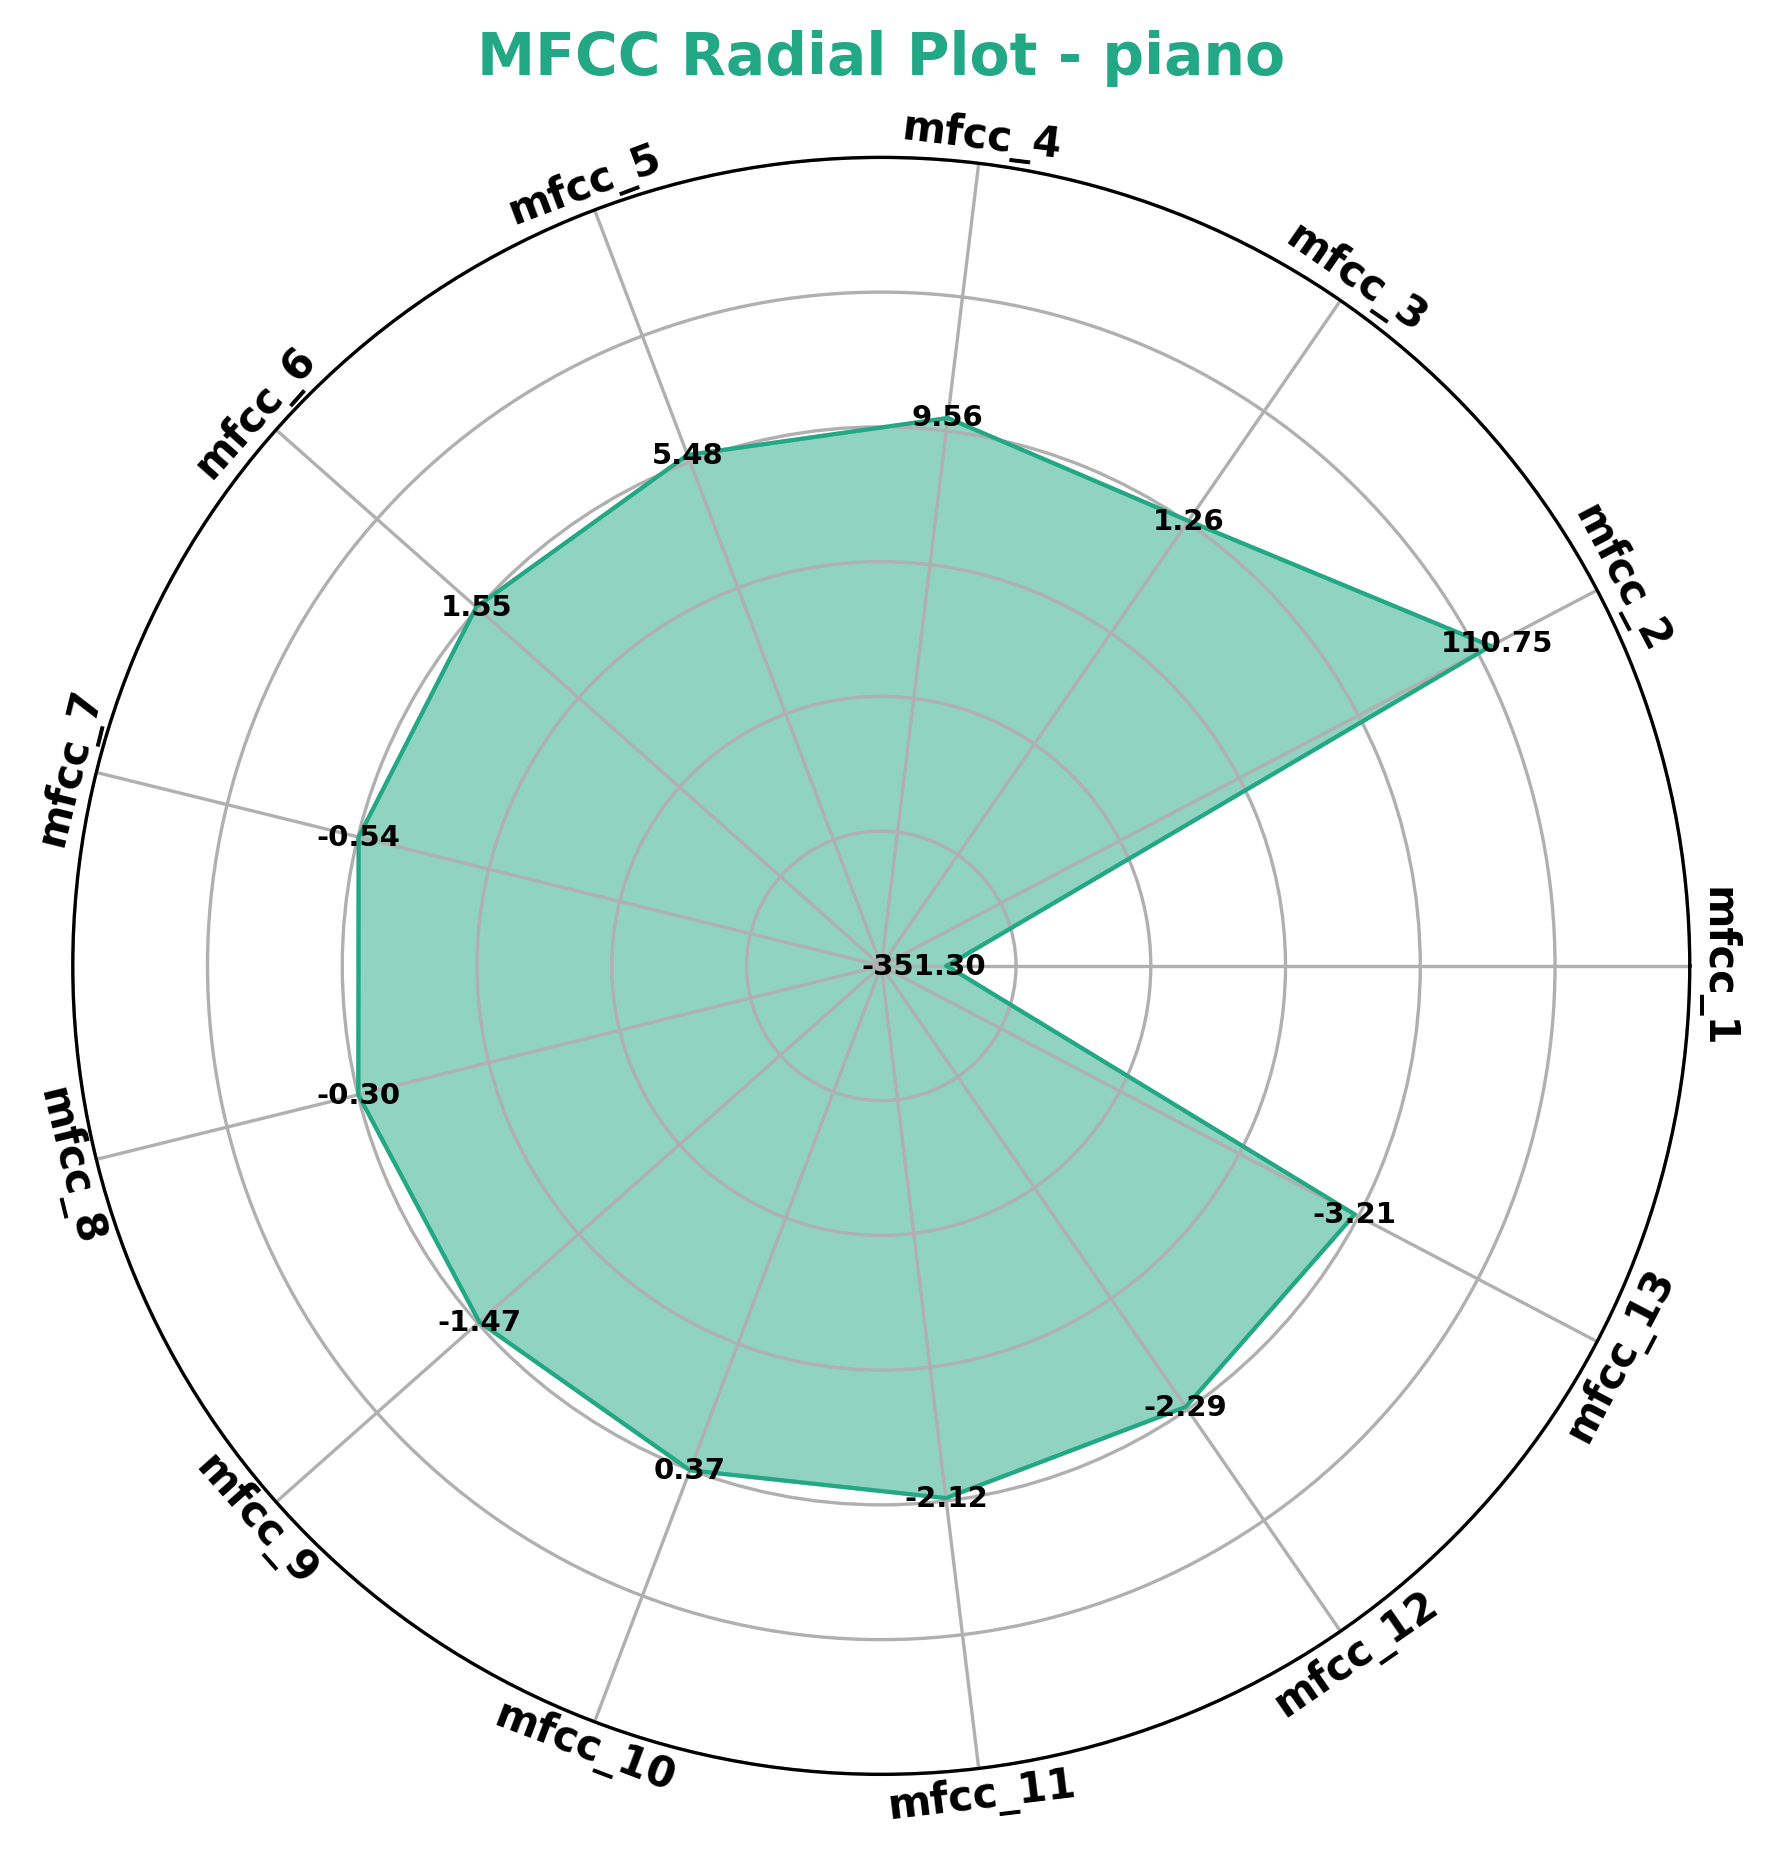 MFCC Radial Plot - piano
mfcc_4
mfcc_5
mfcc_3
mfcc_6
mfcc_2
mfcc_7
mfcc_1
mfcc_8
mfcc_13
mfcc_9
mfcc_12
mfcc_10
mfcc_11
9.56
5.48
1.26
1.55
110.75
-0.54
-351.30
-0.30
-3.21
-1.47
-2.29
0.37
-2.12